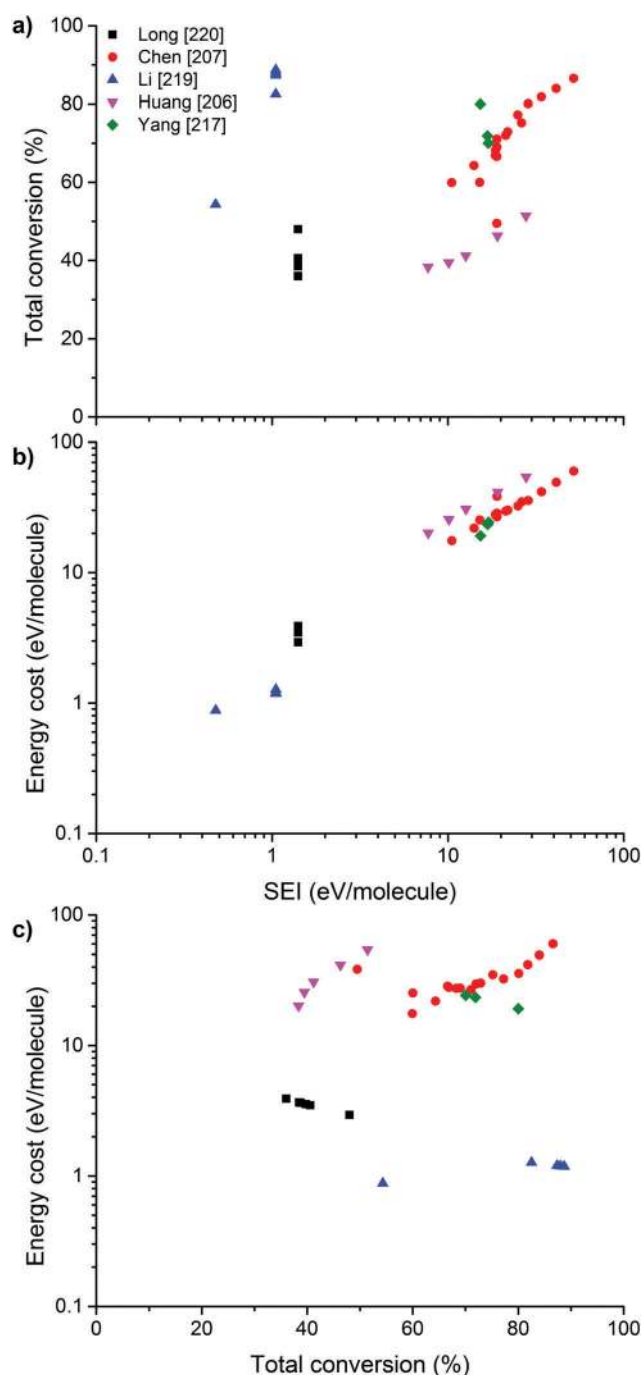 a)
Total conversion (%)
100
80
60
40
20
0
Long [220]
Chen [207]
Li [219]
Huang [206]
Yang [217]
b)
Energy cost (eV/molecule)
100
10
1
0.1
0.1 1 10 100
SEI (eV/molecule)
c)
Energy cost (eV/molecule)
100
10
1
0.1
0 20 40 60 80 100
Total conversion (%)